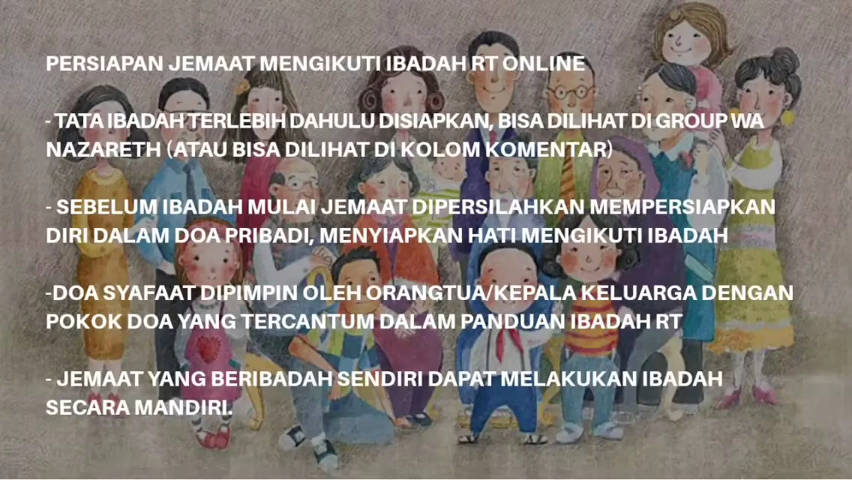 PERSIAPAN JEMAAT MENGIKUTI IBADAH RT ONLINE
- TATA IBADAH TERLEBIH DAHULU DISIAPKAN, BISA DILIHAT DI GROUP WA
NAZARETH (ATAU BISA DILIHAT DI KOLOM KOMENTAR)
- SEBELUM IBADAH MULAI JEMAAT DIPERSILAHKAN MEMPERSIAPKAN
DIRI DALAM DOA PRIBADI, MENYIAPKAN HATI MENGIKUTI IBADAH
-DOA SYAFAAT DIPIMPIN OLEH ORANGTUA/KEPALA KELUARGA DENGAN
POKOK DOA YANG TERCANTUM DALAM PANDUAN IBADAH RT
- JEMAAT YANG BERIBADAH SENDIRI DAPAT MELAKUKAN IBADAH
SECARA MANDIRI.